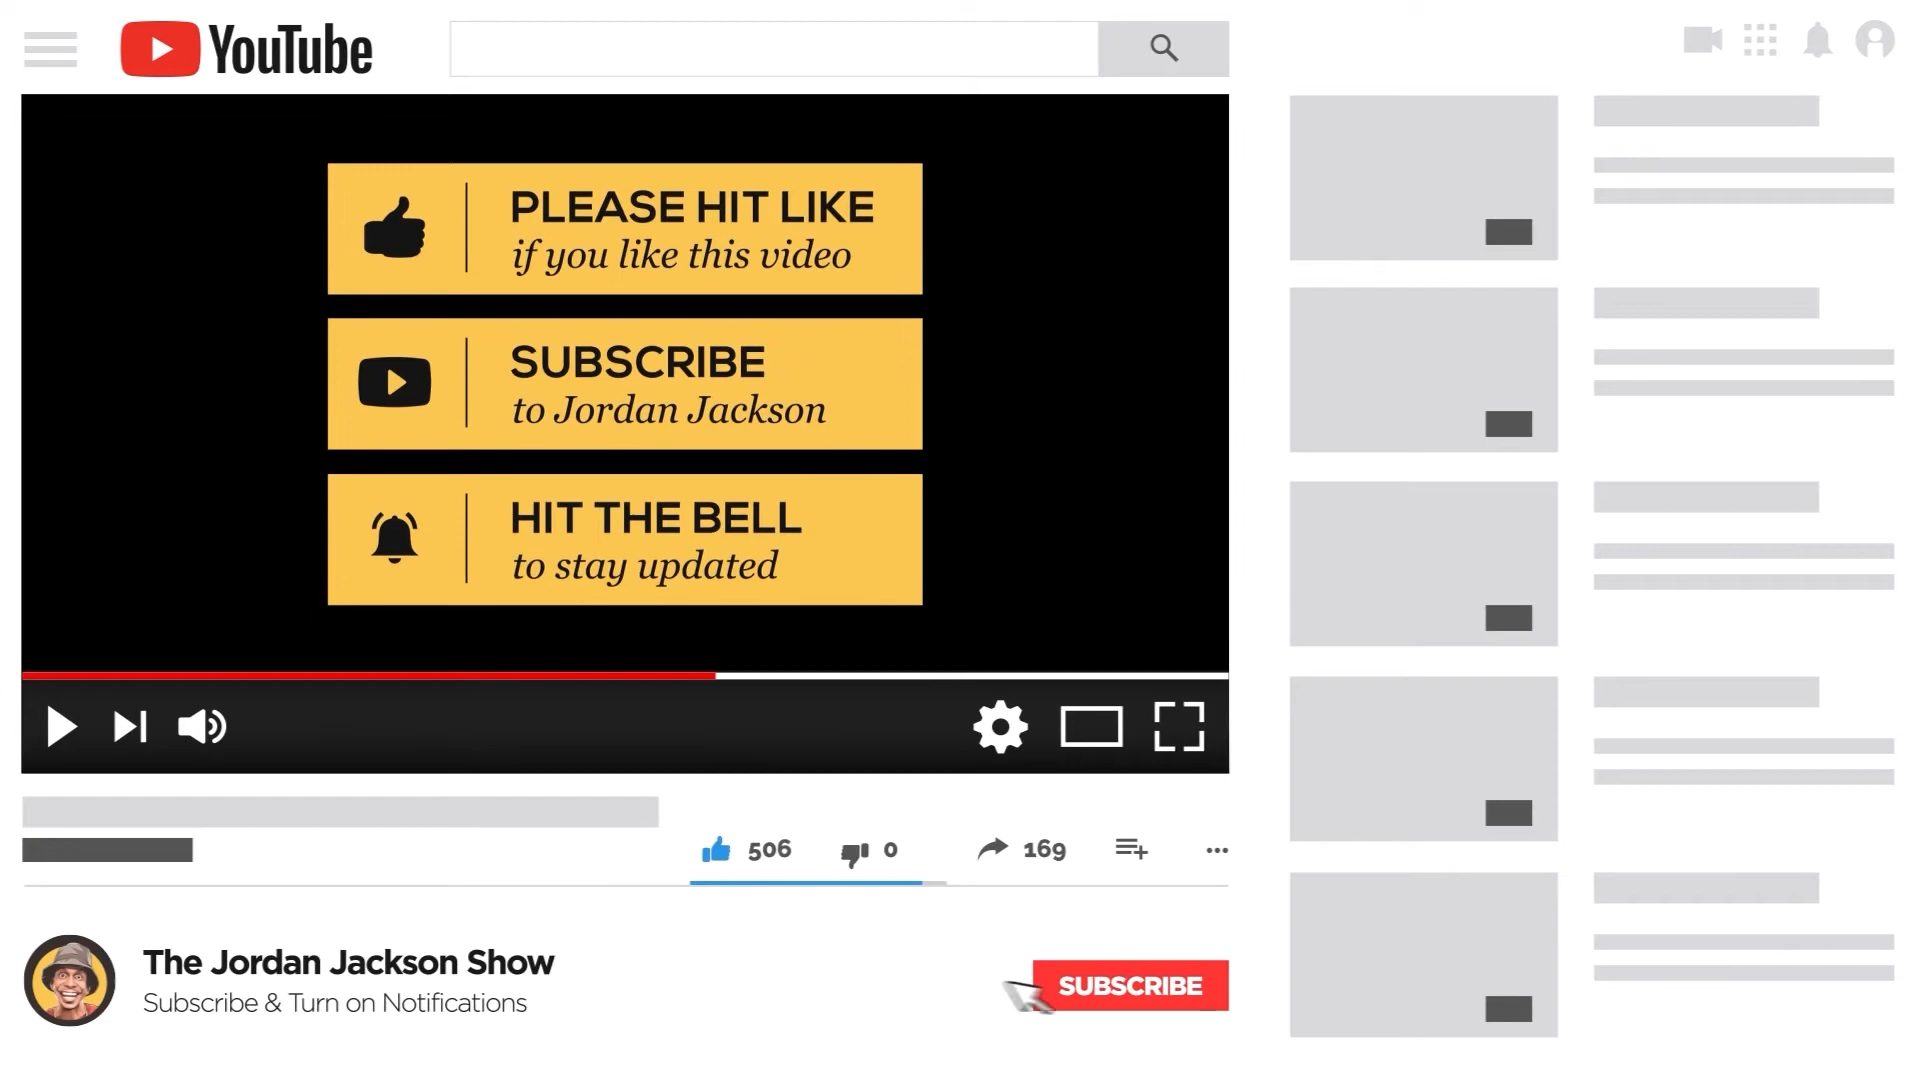 YouTube
PLEASE HIT LIKE
if you like this video
SUBSCRIBE
to Jordan Jackson
HIT THE BELL
to stay updated
506 0 169
The Jordan Jackson Show
Subscribe & Turn on Notifications
SUBSCRIBE